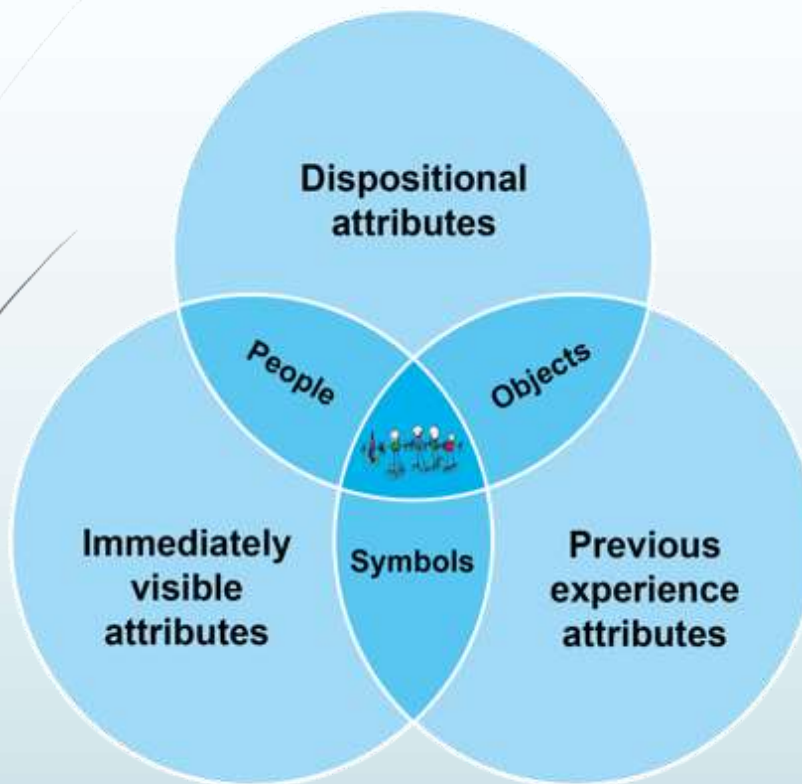 Dispositional
attributes
People
Objects
Immediately
visible
attributes
Symbols
Previous
experience
attributes